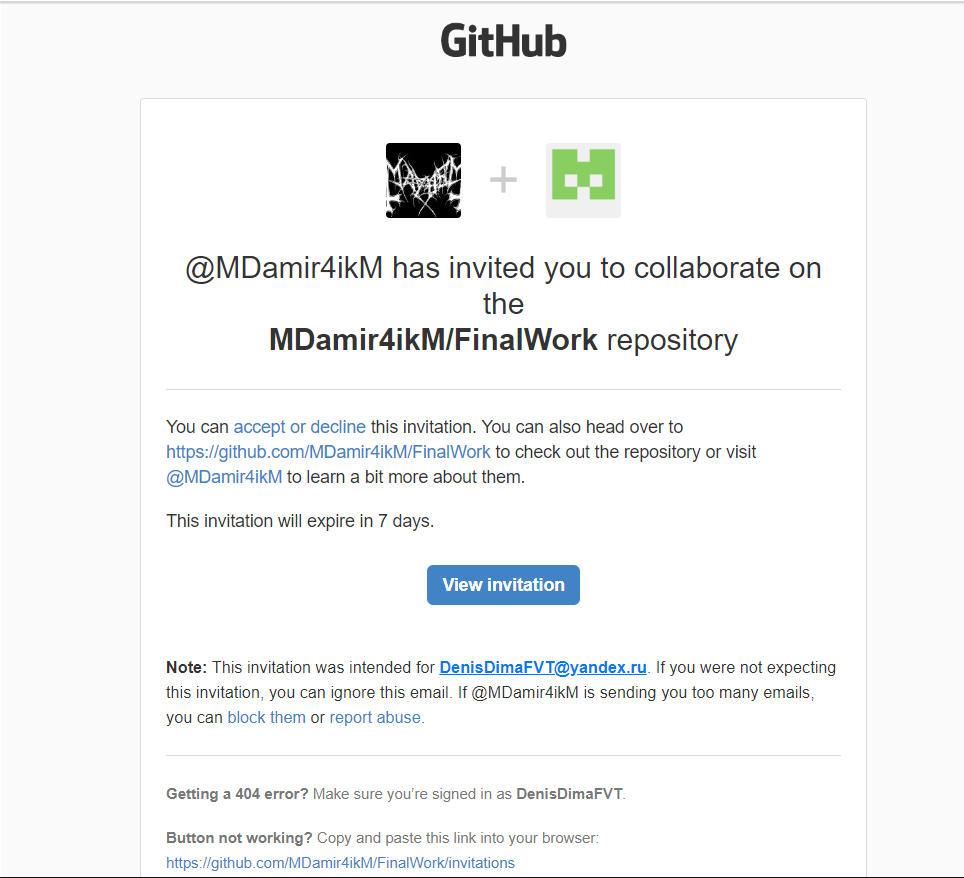 GitHub
@MDamir4ikM has invited you to collaborate on
the
MDamir4ikM/FinalWork repository
You can accept or decline this invitation. You can also head over to
https://github.com/MDamir4ikM/FinalWork to check out the repository or visit
@MDamir4ikM to learn a bit more about them.
This invitation will expire in 7 days.
View invitation
Note: This invitation was intended for DenisDimaFVT@yandex.ru. If you were not expecting
this invitation, you can ignore this email. If @MDamir4ikM is sending you too many emails,
you can block them or report abuse.
Getting a 404 error? Make sure you’re signed in as DenisDimaFVT.
Button not working? Copy and paste this link into your browser:
https://github.com/MDamir4ikM/FinalWork/invitations